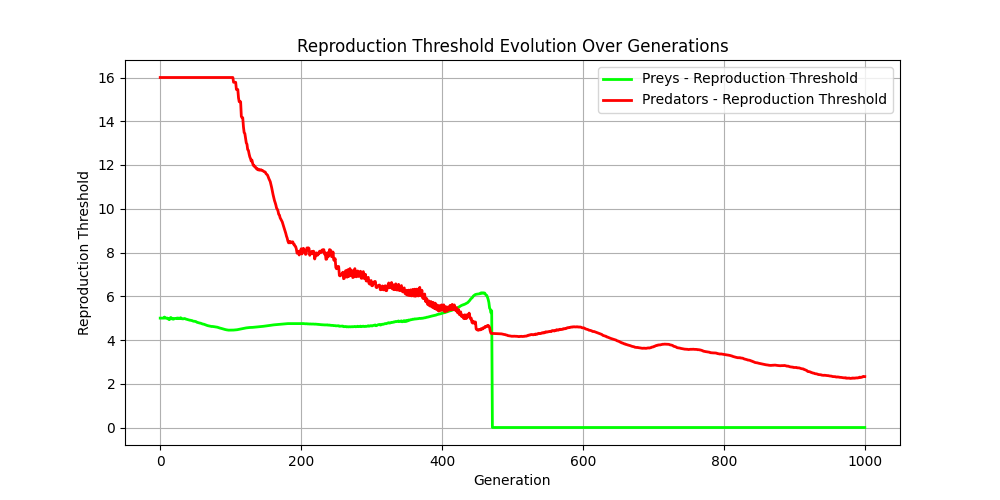 Reproduction Threshold Evolution Over Generations
Preys - Reproduction Threshold
Predators - Reproduction Threshold
Reproduction Threshold
16
14
12
10
8
6
4
2
0
0 200 400 600 800 1000
Generation